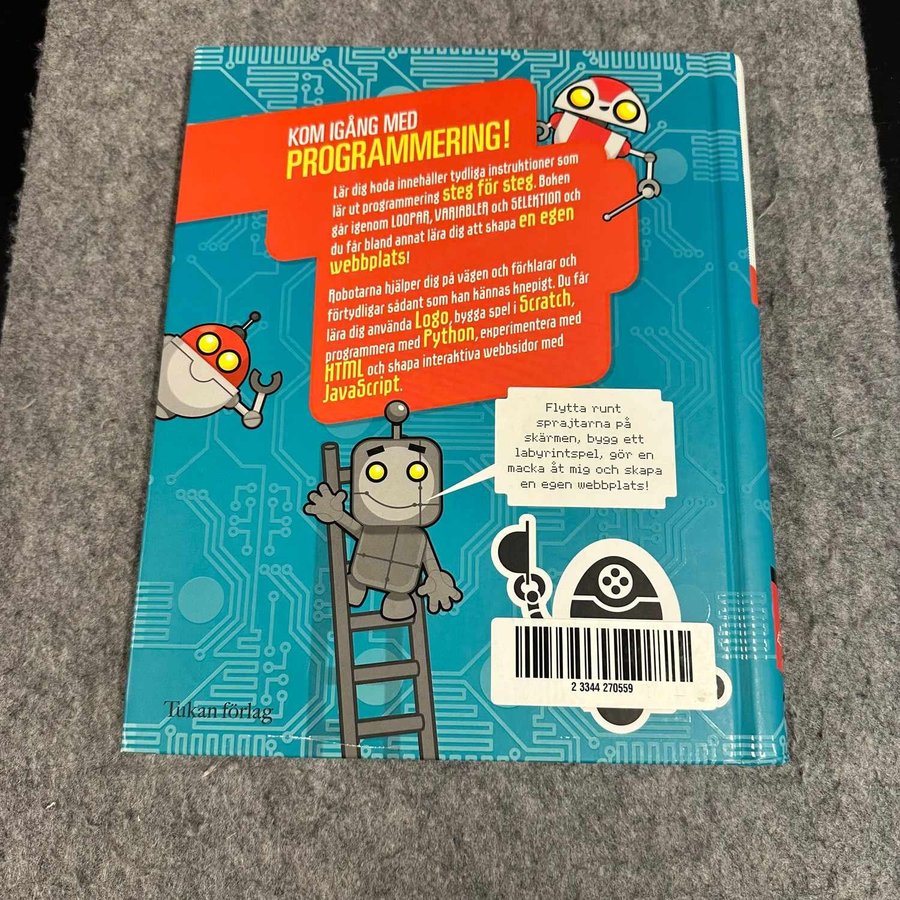 KOM IGÅNG MED
PROGRAMMERING!
Lär dig koda innehåller tydliga instruktioner som
lär ut programmering steg för steg. Boken
går igenom LOOPAR, VARIABLER och SELEKTION och
du får bland annat lära dig att skapa en egen
webbplats!
Robotarna hjälper dig på vägen och förklarar och
förtydligar sådant som kan kännas knepigt. Du får
lära dig använda Logo, bygga spel i Scratch,
programmera med Python, experimentera med
HTML och skapa interaktiva webbsidor med
JavaScript.
Flytta runt
sprajtarna på
skärmen, bygg ett
labyrintspel, gör en
macka åt mig och skapa
en egen webbplats!
2 3344 270559
Tukan förlag